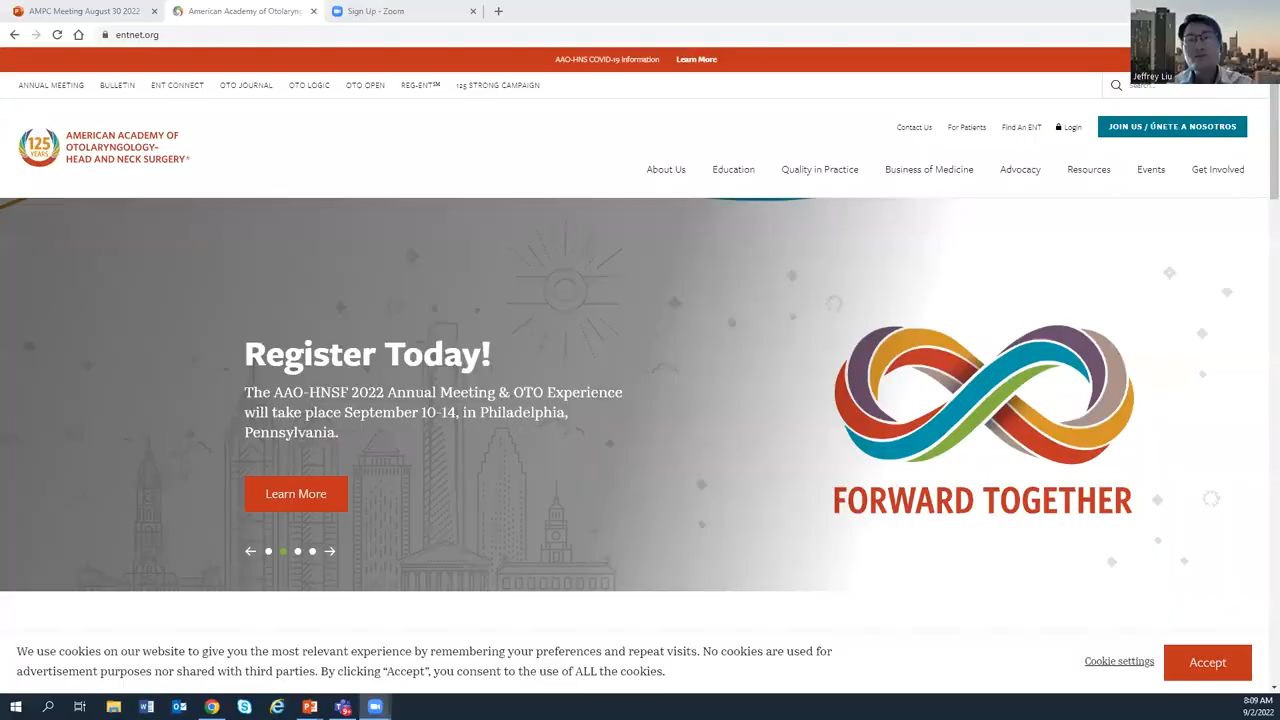 AMPC Meeting August 30 2022
American Academy of Otolaryng
Sign Up - Zoom
entnet.org
Jeffrey Liu
AAO-HNS COVID-19 Information Learn More
ANNUAL MEETING BULLETIN ENT CONNECT OTO JOURNAL OTO LOGIC OTO OPEN REG-ENT℠ 125 STRONG CAMPAIGN
Search...
125
YEARS
AMERICAN ACADEMY OF
OTOLARYNGOLOGY–
HEAD AND NECK SURGERY®
Contact Us For Patients Find An ENT Login JOIN US / ÚNETE A NOSOTROS
About Us Education Quality in Practice Business of Medicine Advocacy Resources Events Get Involved
Register Today!
The AAO-HNSF 2022 Annual Meeting & OTO Experience
will take place September 10-14, in Philadelphia,
Pennsylvania.
Learn More
FORWARD TOGETHER
We use cookies on our website to give you the most relevant experience by remembering your preferences and repeat visits. No cookies are used for
advertisement purposes nor shared with third parties. By clicking “Accept”, you consent to the use of ALL the cookies.
Cookie settings
Accept
8:09 AM
9/2/2022